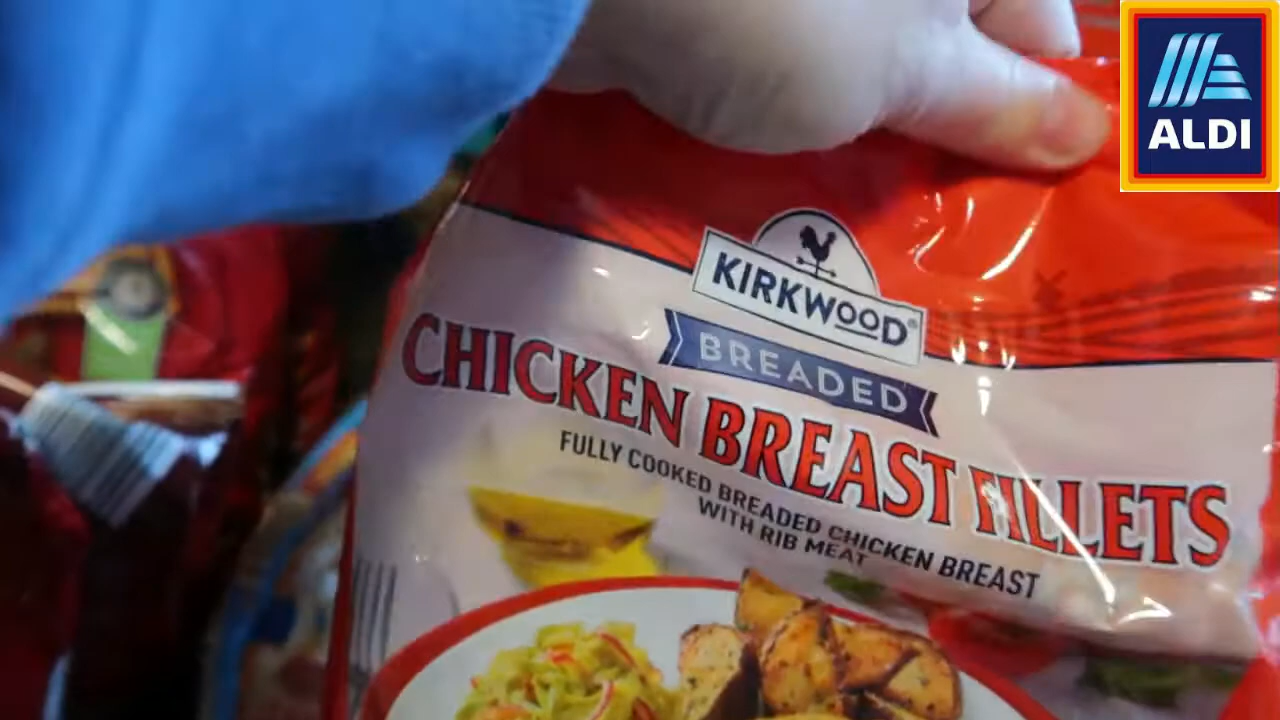 ALDI
KIRKWOOD®
BREADED
CHICKEN BREAST FILLETS
FULLY COOKED BREADED CHICKEN BREAST
WITH RIB MEAT